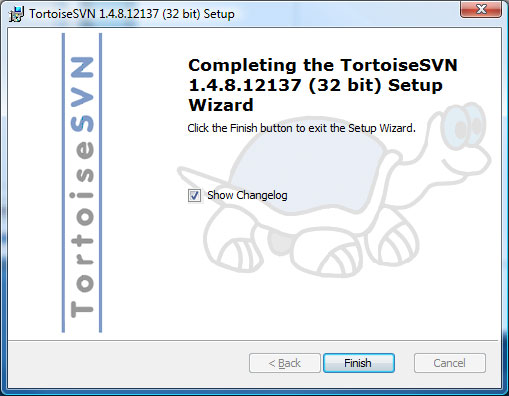 TortoiseSVN 1.4.8.12137 (32 bit) Setup
TortoiseSVN
Completing the TortoiseSVN
1.4.8.12137 (32 bit) Setup
Wizard
Click the Finish button to exit the Setup Wizard.
Show Changelog
< Back
Finish
Cancel